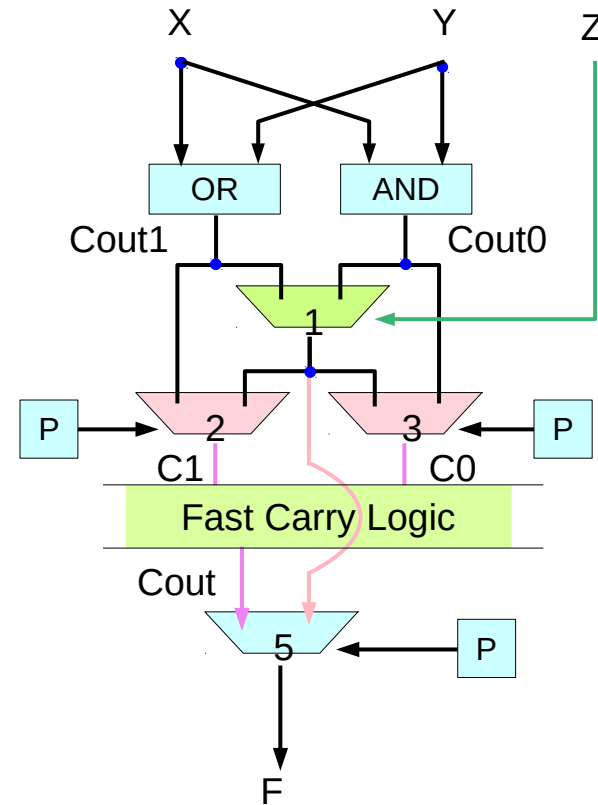 X Y Z
OR AND
Cout1 Cout0
1
P 2 3 P
C1 C0
Fast Carry Logic
Cout
5 P
F